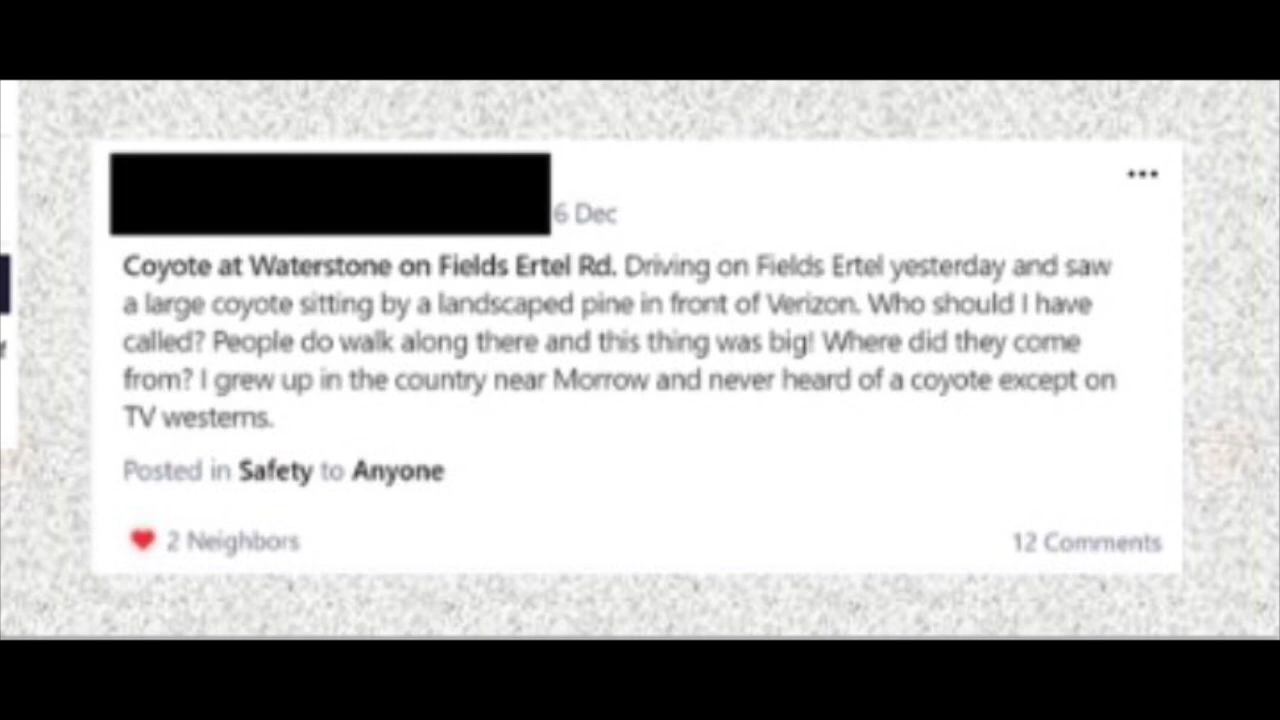 6 Dec
Coyote at Waterstone on Fields Ertel Rd. Driving on Fields Ertel yesterday and saw
a large coyote sitting by a landscaped pine in front of Verizon. Who should I have
called? People do walk along there and this thing was big! Where did they come
from? I grew up in the country near Morrow and never heard of a coyote except on
TV westerns.
Posted in Safety to Anyone
2 Neighbors
12 Comments